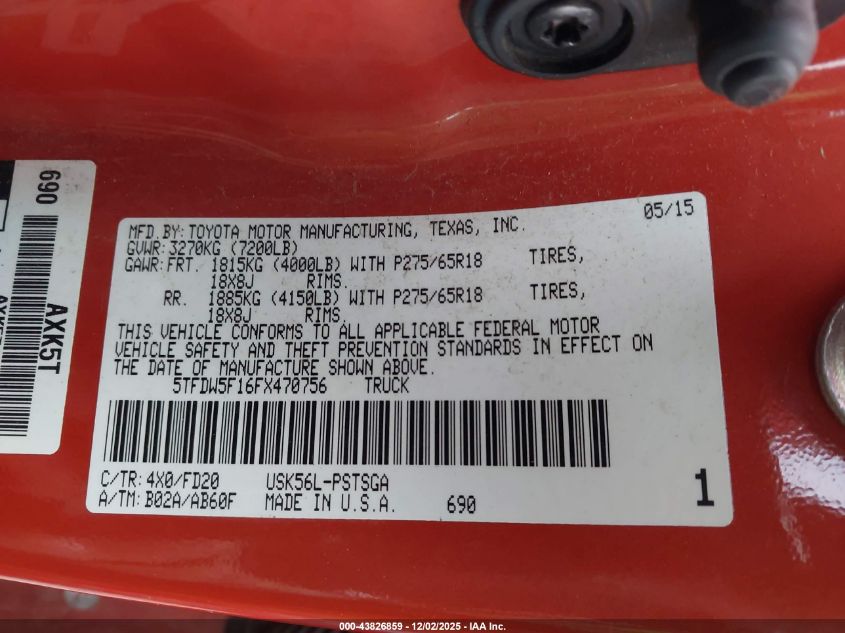 690
AXK5T
MFD.BY:TOYOTA MOTOR MANUFACTURING, TEXAS, INC. 05/15
GVWR:3270KG (7200LB)
GAWR:FRT. 1815KG (4000LB) WITH P275/65R18 TIRES,
18X8J RIMS.
RR. 1885KG (4150LB) WITH P275/65R18 TIRES,
18X8J RIMS.
THIS VEHICLE CONFORMS TO ALL APPLICABLE FEDERAL MOTOR
VEHICLE SAFETY AND THEFT PREVENTION STANDARDS IN EFFECT ON
THE DATE OF MANUFACTURE SHOWN ABOVE.
5TFDW5F16FX470756 TRUCK
C/TR:4X0/FD20 USK56L-PSTSGA
A/TM:B02A/AB60F MADE IN U.S.A. 690 1
000-43826859 - 12/02/2025 - IAA Inc.